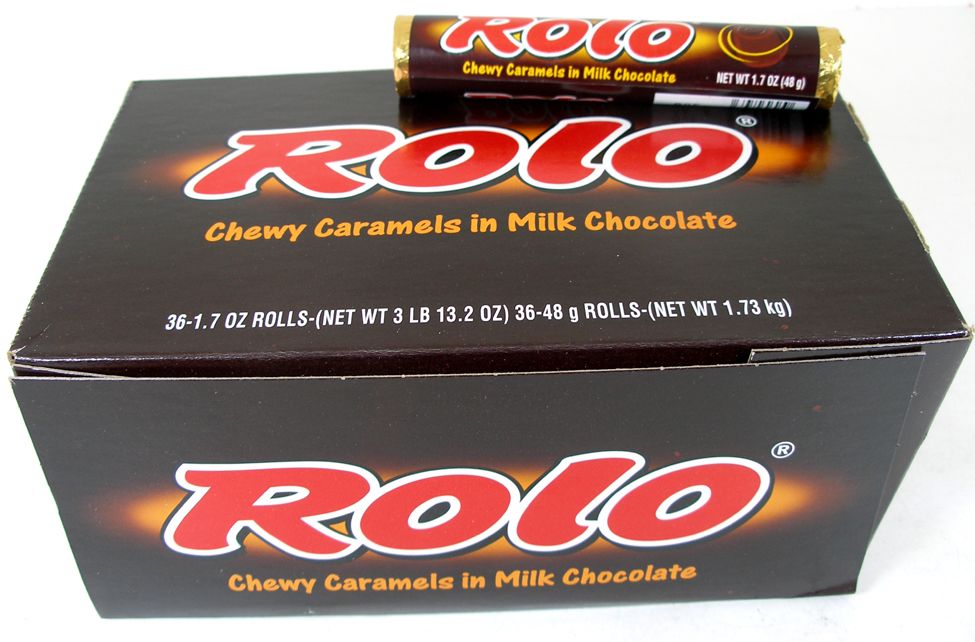 Rolo
Chewy Caramels in Milk Chocolate
NET WT 1.7 OZ (48 g)
Rolo®
Chewy Caramels in Milk Chocolate
36-1.7 OZ ROLLS-(NET WT 3 LB 13.2 OZ) 36-48 g ROLLS-(NET WT 1.73 kg)
Rolo®
Chewy Caramels in Milk Chocolate